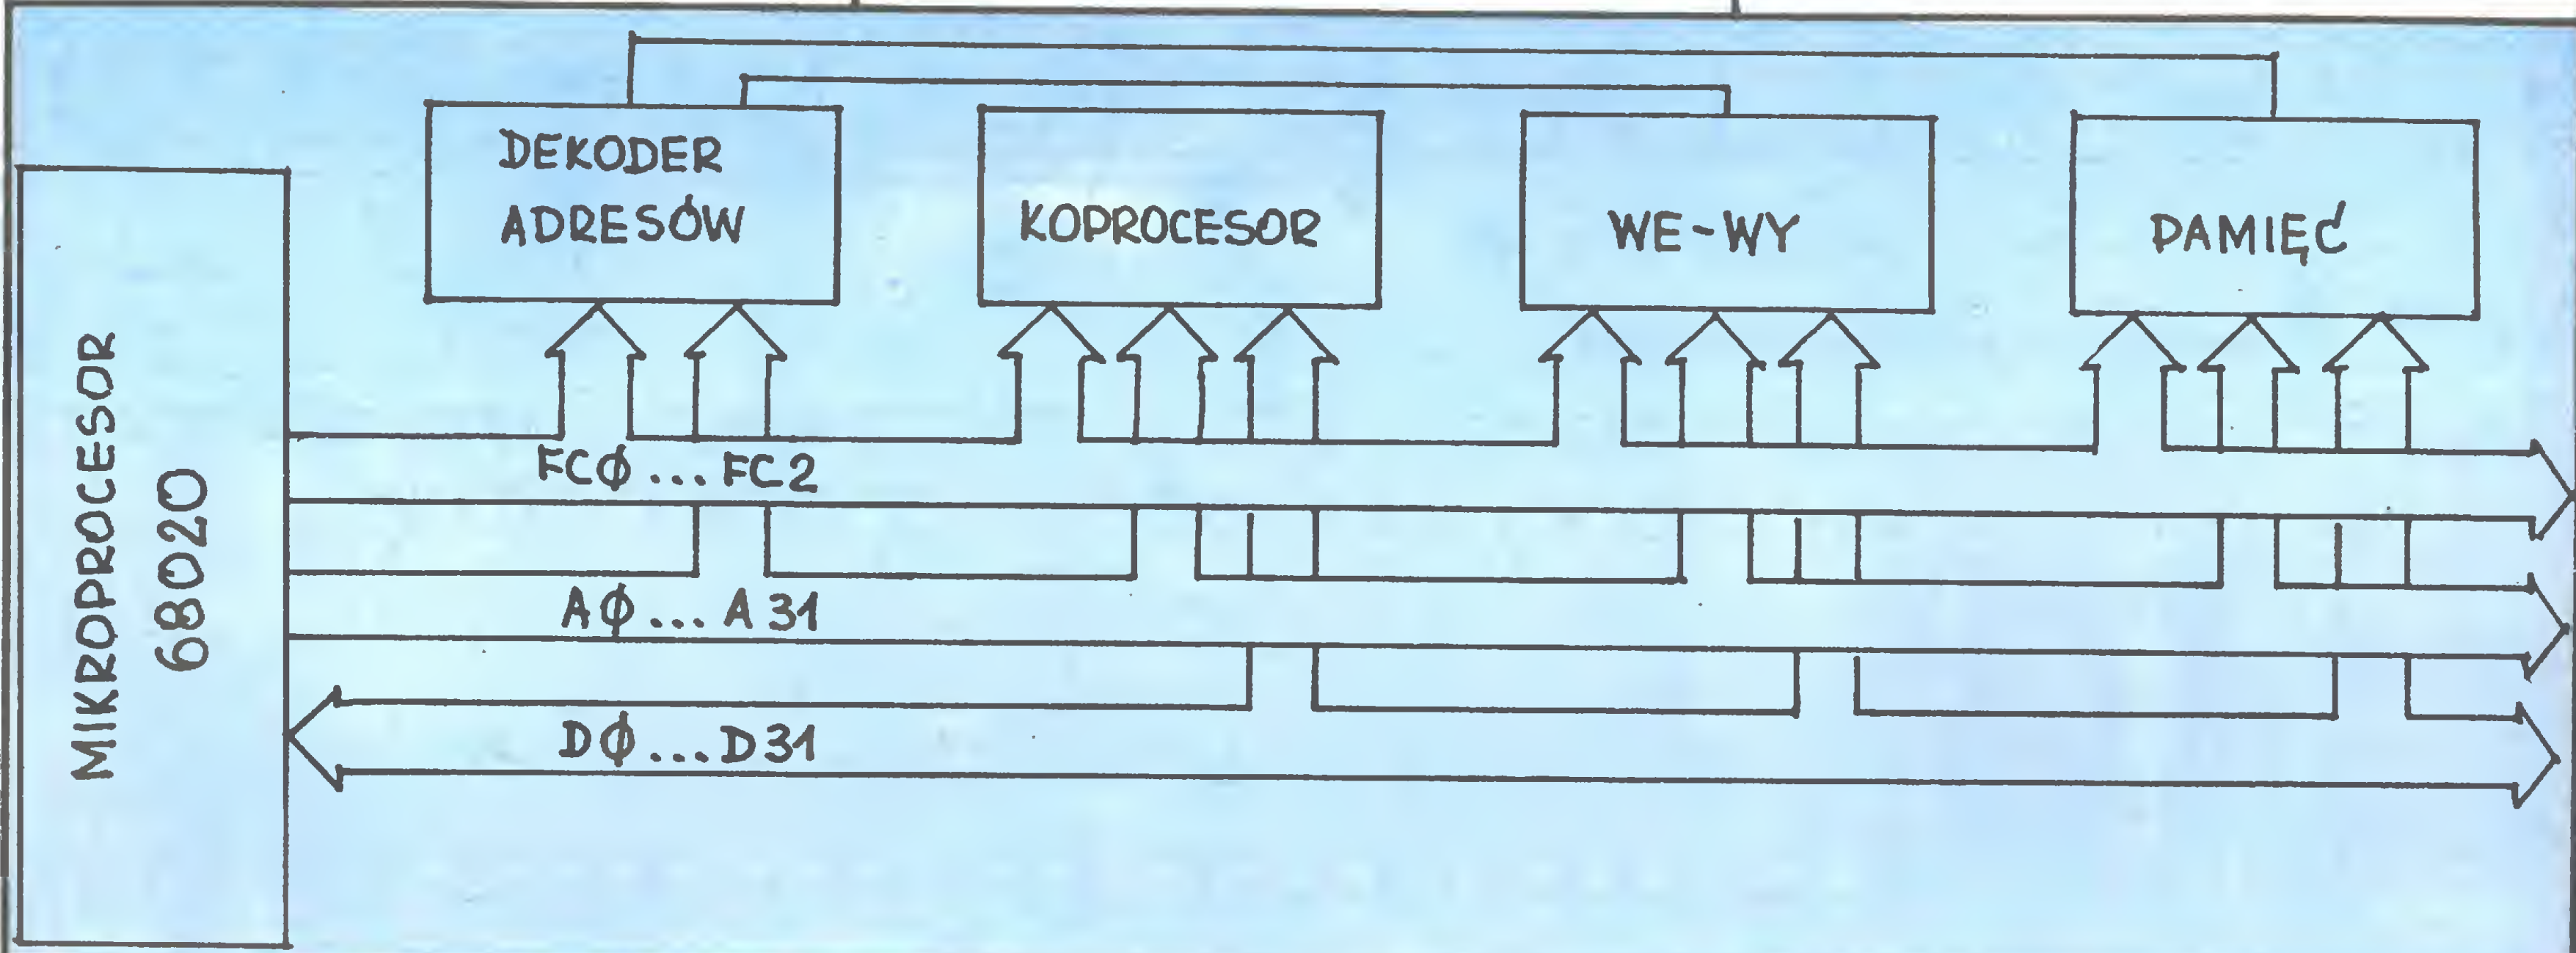 MIKROPROCESOR
68020
DEKODER
ADRESÓW
KOPROCESOR
WE-WY
PAMIĘĆ
FCØ...FC2
AØ...A31
DØ...D31